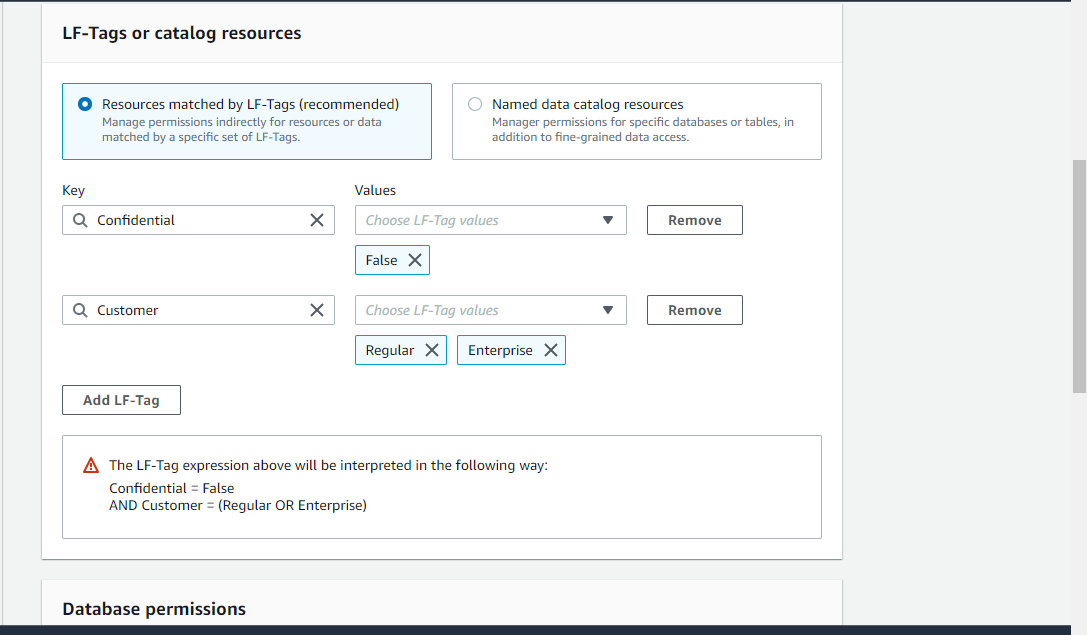 LF-Tags or catalog resources
Resources matched by LF-Tags (recommended)
Manage permissions indirectly for resources or data
matched by a specific set of LF-Tags.
Named data catalog resources
Manager permissions for specific databases or tables, in
addition to fine-grained data access.
Key
Values
Confidential
Choose LF-Tag values
Remove
False
Customer
Choose LF-Tag values
Remove
Regular
Enterprise
Add LF-Tag
The LF-Tag expression above will be interpreted in the following way:
Confidential = False
AND Customer = (Regular OR Enterprise)
Database permissions